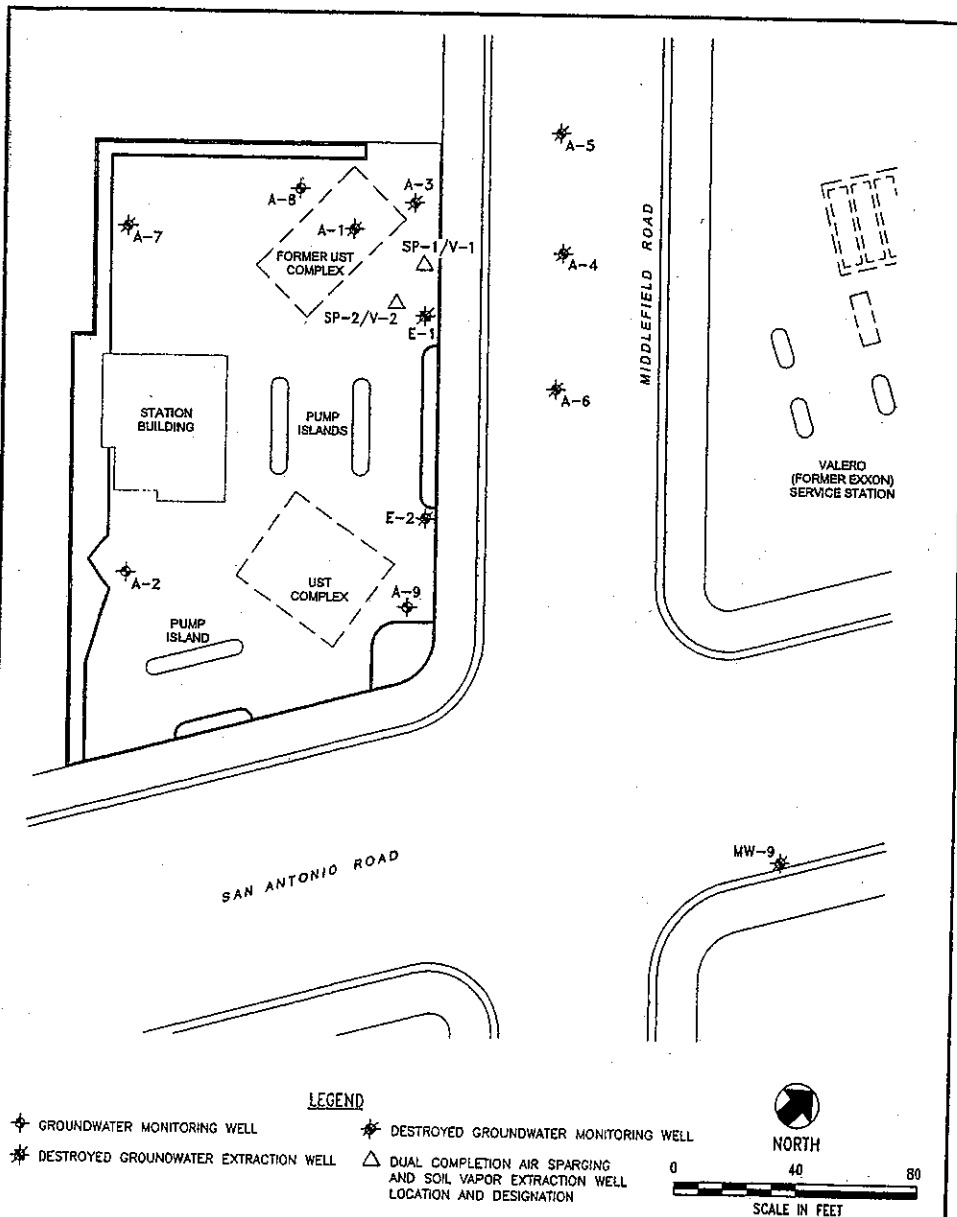 A-5
A-8
A-3
A-7
A-1
SP-1/V-1
A-4
FORMER UST
COMPLEX
SP-2/V-2
E-1
MIDDLEFIELD ROAD
A-6
STATION
BUILDING
PUMP
ISLANDS
VALERO
(FORMER EXXON)
SERVICE STATION
E-2
A-2
UST
COMPLEX
A-9
PUMP
ISLAND
MW-9
SAN ANTONIO ROAD
LEGEND
GROUNDWATER MONITORING WELL
DESTROYED GROUNDWATER MONITORING WELL
DESTROYED GROUNDWATER EXTRACTION WELL
DUAL COMPLETION AIR SPARGING
AND SOIL VAPOR EXTRACTION WELL
LOCATION AND DESIGNATION
NORTH
0 40 80
SCALE IN FEET